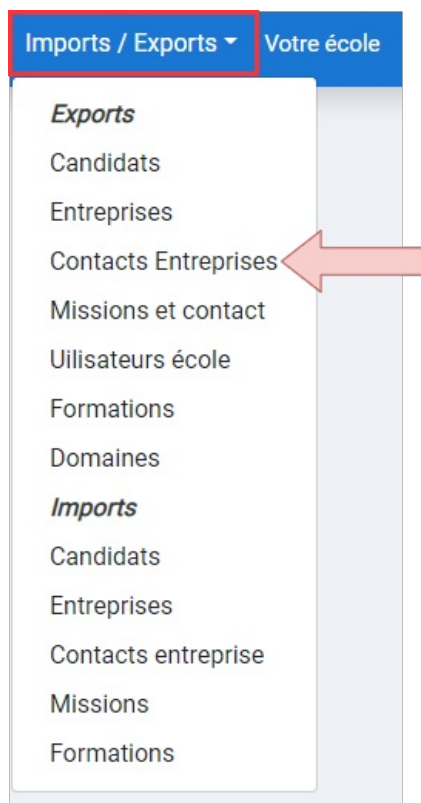 Imports / Exports Votre école
Exports
Candidats
Entreprises
Contacts Entreprises
Missions et contact
Uilisateurs école
Formations
Domaines
Imports
Candidats
Entreprises
Contacts entreprise
Missions
Formations